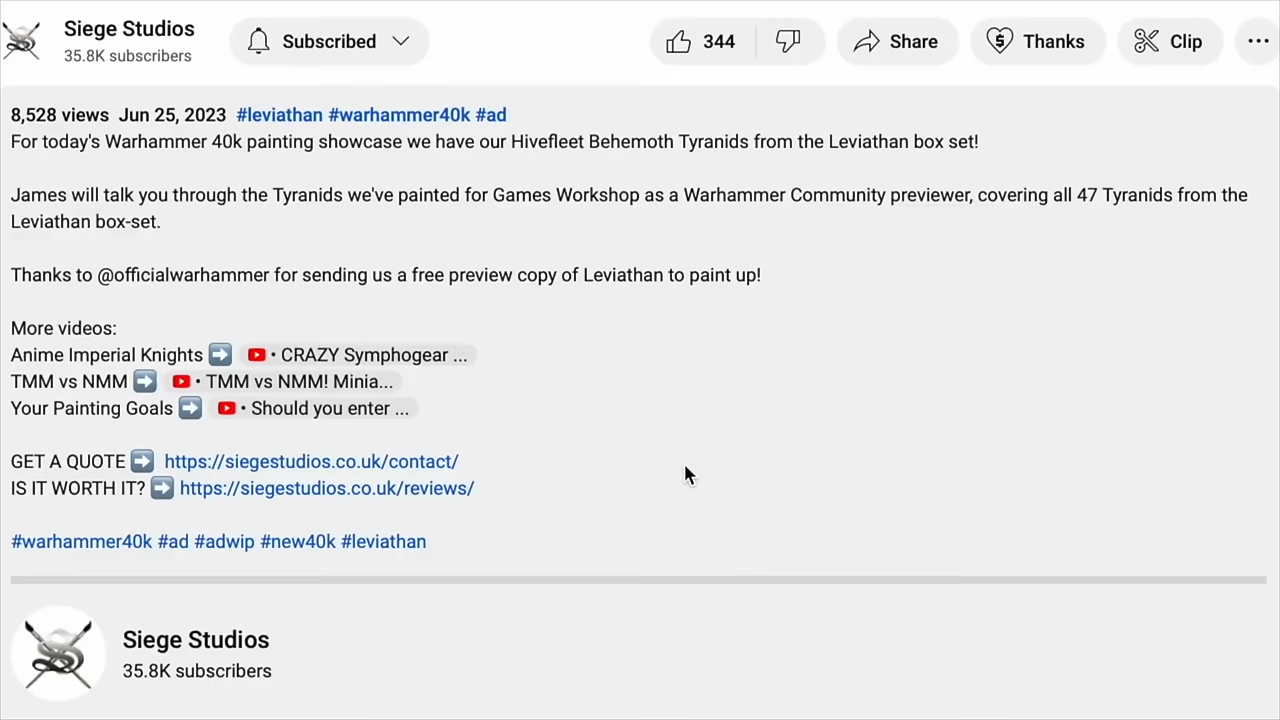 Siege Studios
35.8K subscribers
Subscribed
344
Share
Thanks
Clip
8,528 views Jun 25, 2023 #leviathan #warhammer40k #ad
For today's Warhammer 40k painting showcase we have our Hivefleet Behemoth Tyranids from the Leviathan box set!
James will talk you through the Tyranids we've painted for Games Workshop as a Warhammer Community previewer, covering all 47 Tyranids from the
Leviathan box-set.
Thanks to @officialwarhammer for sending us a free preview copy of Leviathan to paint up!
More videos:
Anime Imperial Knights ➡️ • CRAZY Symphogear ...
TMM vs NMM ➡️ • TMM vs NMM! Minia...
Your Painting Goals ➡️ • Should you enter ...
GET A QUOTE ➡️ https://siegestudios.co.uk/contact/
IS IT WORTH IT? ➡️ https://siegestudios.co.uk/reviews/
#warhammer40k #ad #adwip #new40k #leviathan
Siege Studios
35.8K subscribers